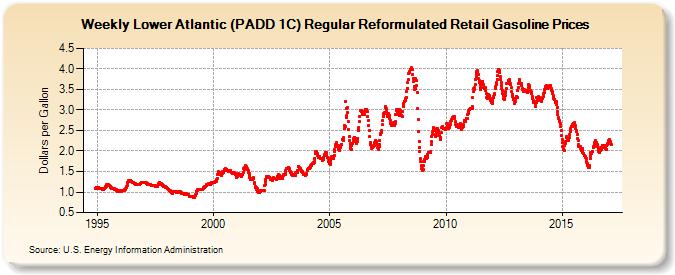 Weekly Lower Atlantic (PADD 1C) Regular Reformulated Retail Gasoline Prices
Dollars per Gallon
4.5
4.0
3.5
3.0
2.5
2.0
1.5
1.0
0.5
1995 2000 2005 2010 2015
Source: U.S. Energy Information Administration